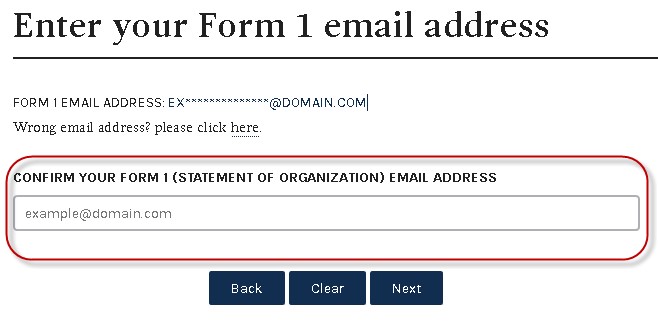 Enter your Form 1 email address
FORM 1 EMAIL ADDRESS: EX**************@DOMAIN.COM
Wrong email address? please click here.
CONFIRM YOUR FORM 1 (STATEMENT OF ORGANIZATION) EMAIL ADDRESS
example@domain.com
Back Clear Next